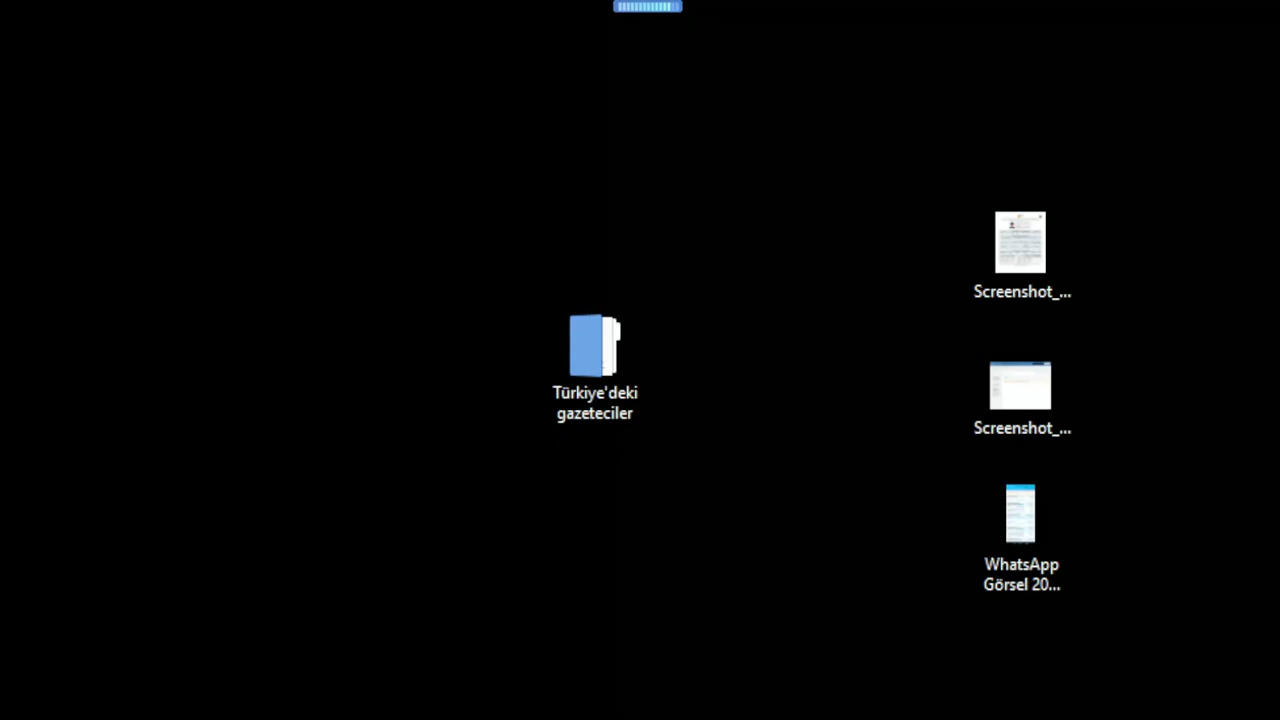 Screenshot_...
Türkiye'deki
gazeteciler
Screenshot_...
WhatsApp
Görsel 20...